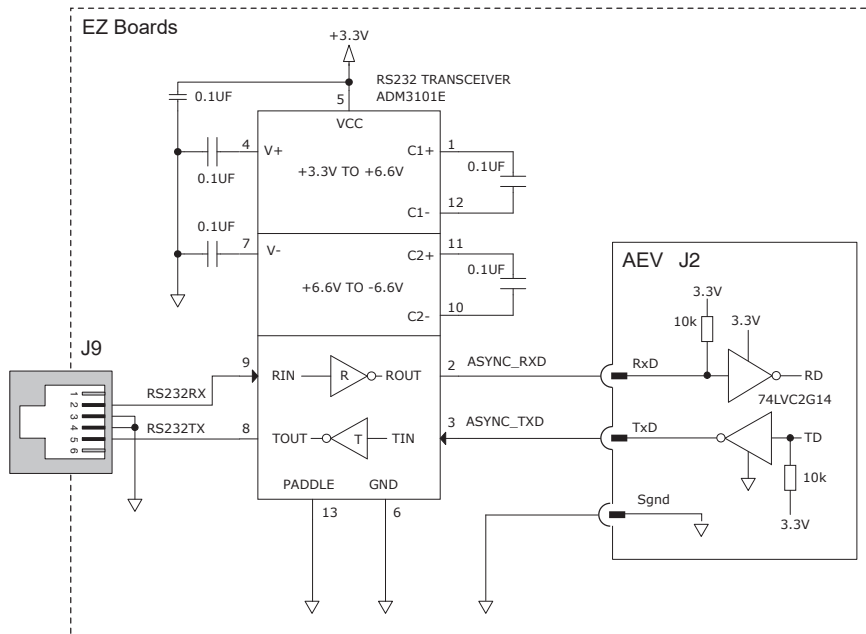 EZ Boards
+3.3V
RS232 TRANSCEIVER
ADM3101E
5
0.1UF
VCC
4
V+
C1+
1
0.1UF
+3.3V TO +6.6V
0.1UF
C1-
12
0.1UF
7
V-
C2+
11
0.1UF
+6.6V TO -6.6V
C2-
10
AEV J2
3.3V
10k
3.3V
J9
9
RIN
R
ROUT
2
ASYNC_RXD
RxD
RD
74LVC2G14
1
2
3
4
5
6
RS232RX
RS232TX
8
TOUT
T
TIN
3
ASYNC_TXD
TxD
TD
10k
3.3V
PADDLE
GND
13
6
Sgnd